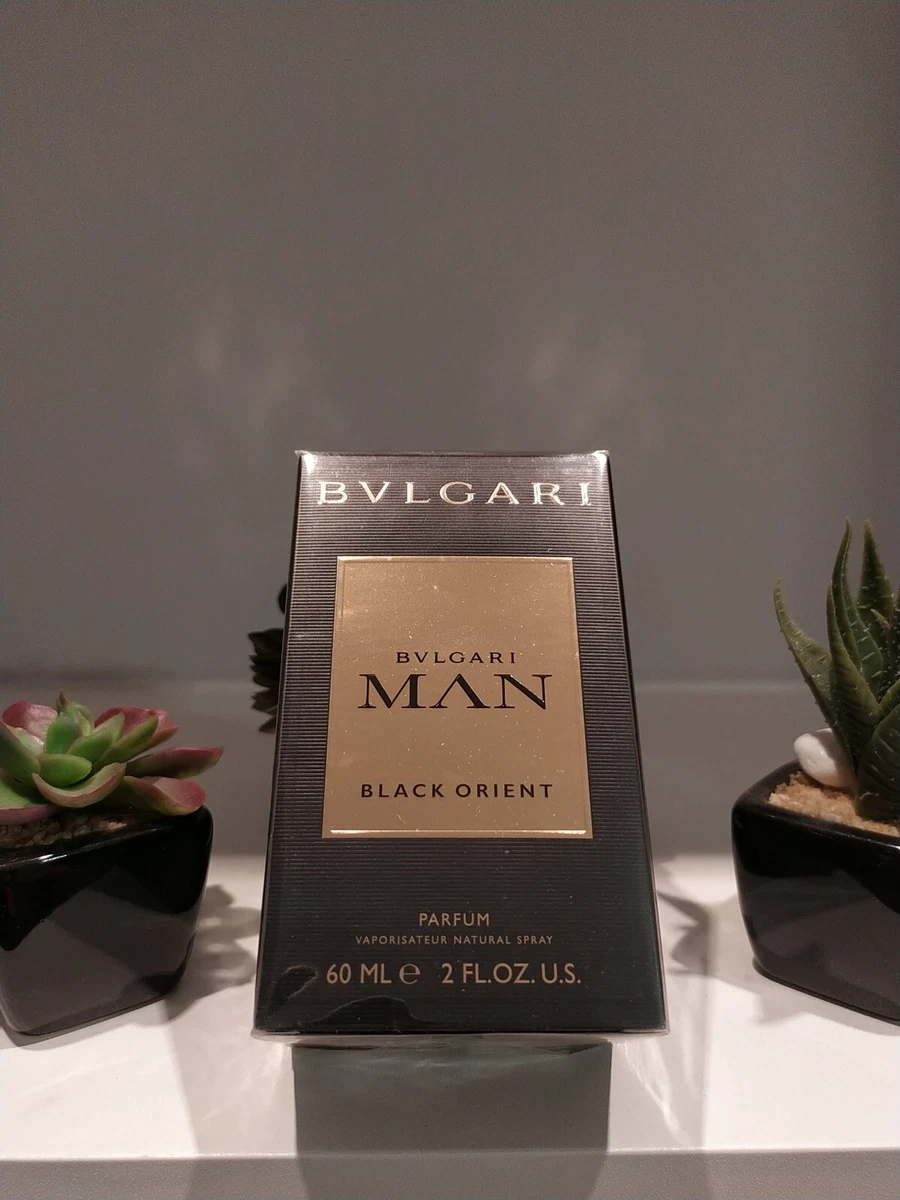 BVLGARI
BVLGARI
MAN
BLACK ORIENT
PARFUM
VAPORISATEUR NATURAL SPRAY
60 ML ℮ 2 FL.OZ. U.S.